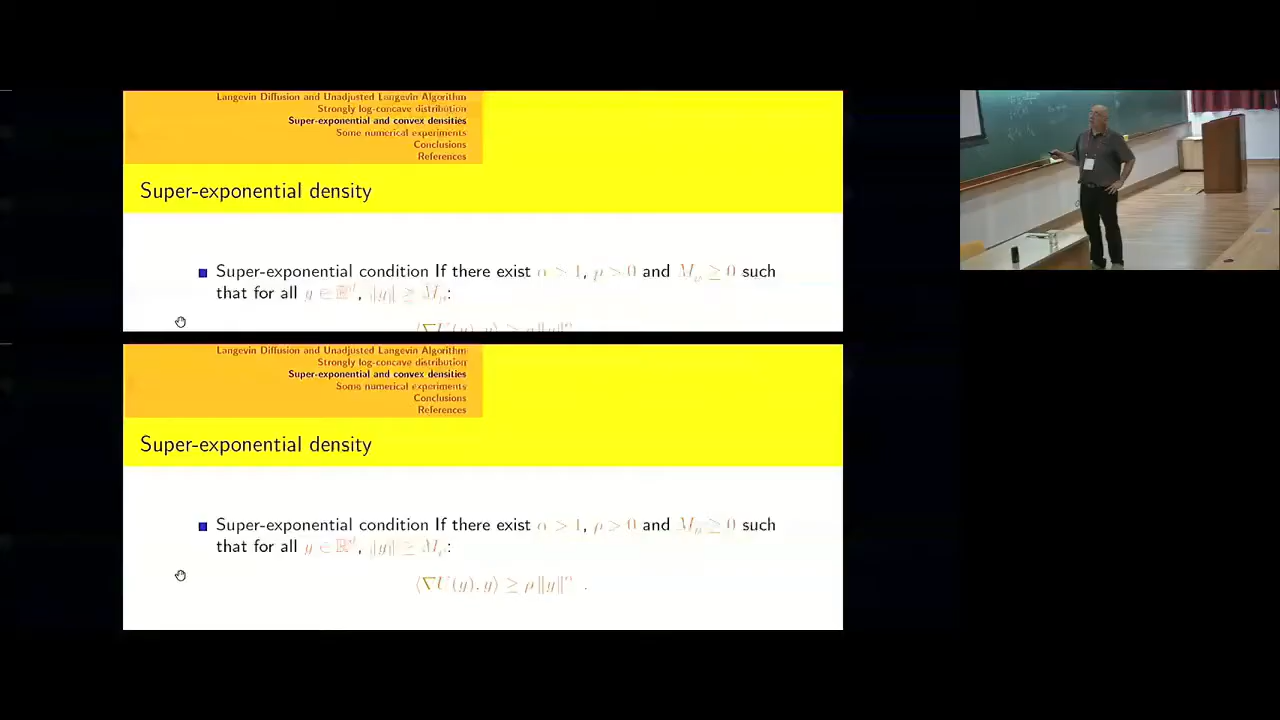 Langevin Diffusion and Unadjusted Langevin Algorithm
Strongly log-concave distribution
Super-exponential and convex densities
Some numerical experiments
Conclusions
References
Super-exponential density
Super-exponential condition If there exist α > 1, ρ > 0 and M_ρ ≥ 0 such
that for all y ∈ ℝ^d, ‖y‖ ≥ M_ρ:
⟨∇U(y), y⟩ ≥ ρ‖y‖^α
Langevin Diffusion and Unadjusted Langevin Algorithm
Strongly log-concave distribution
Super-exponential and convex densities
Some numerical experiments
Conclusions
References
Super-exponential density
Super-exponential condition If there exist α > 1, ρ > 0 and M_ρ ≥ 0 such
that for all y ∈ ℝ^d, ‖y‖ ≥ M_ρ:
⟨∇U(y), y⟩ ≥ ρ‖y‖^α .